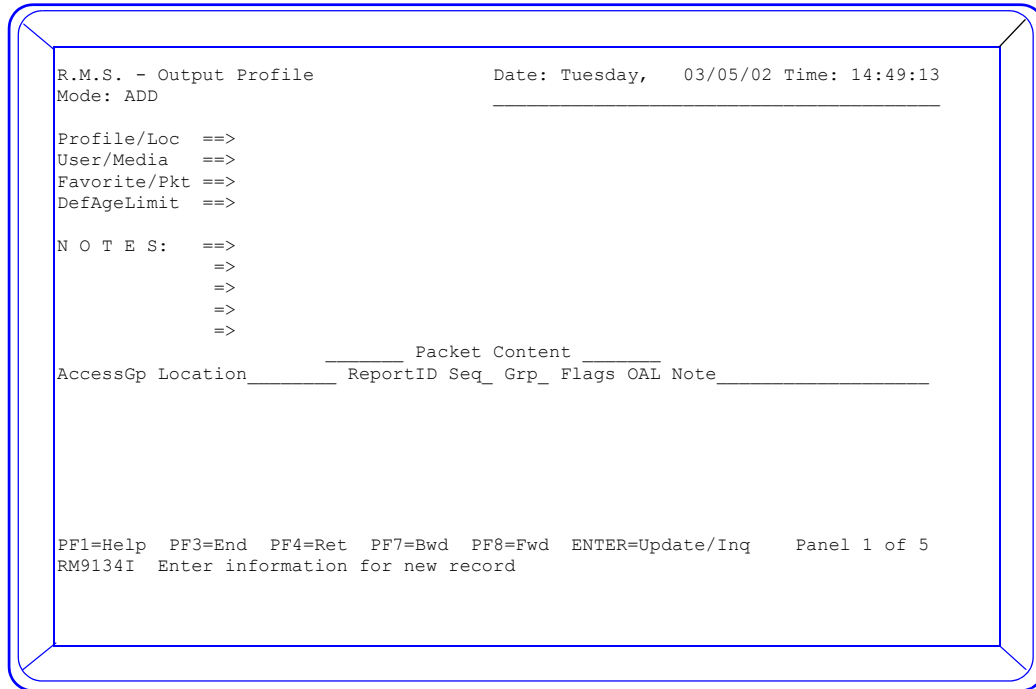 R.M.S. - Output Profile                Date: Tuesday,   03/05/02 Time: 14:49:13
Mode: ADD                              ________________________________________
Profile/Loc  ==>
User/Media   ==>
Favorite/Pkt ==>
DefAgeLimit  ==>
N O T E S:   ==>
              =>
              =>
              =>
              =>
                        _______ Packet Content _______
AccessGp Location________ ReportID Seq_ Grp_ Flags OAL Note___________________
PF1=Help  PF3=End  PF4=Ret  PF7=Bwd  PF8=Fwd  ENTER=Update/Inq    Panel 1 of 5
RM9134I  Enter information for new record